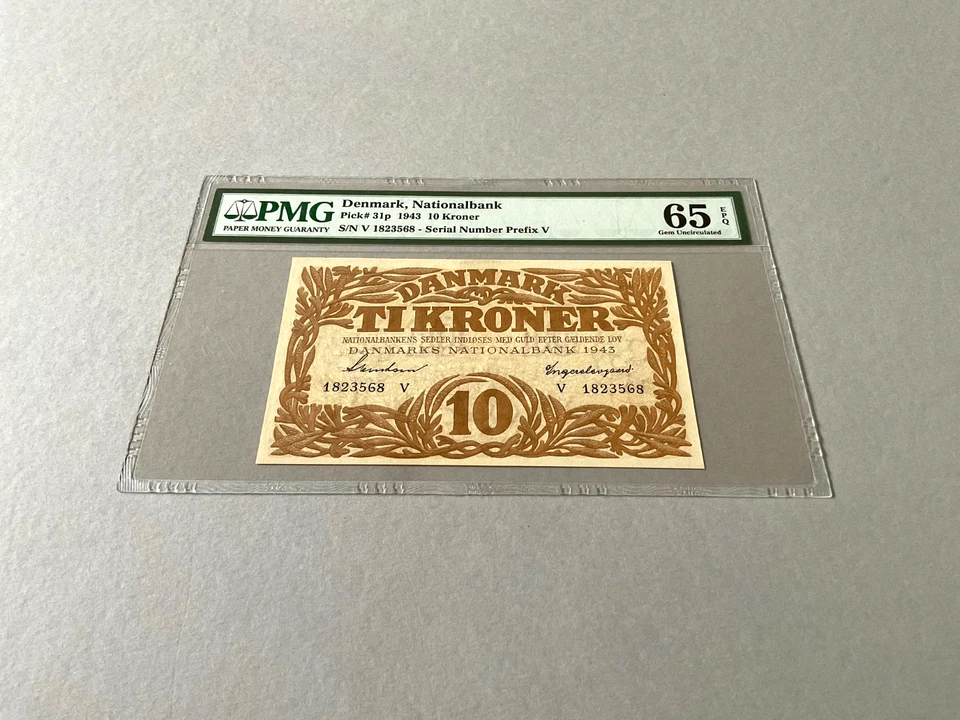 PMG
PAPER MONEY GUARANTY
Denmark, Nationalbank
Pick# 31p 1943 10 Kroner
S/N V 1823568 - Serial Number Prefix V
65 EPQ
Gem Uncirculated
DANMARK
TI KRONER
NATIONALBANKENS SEDLER INDLØSES MED GULD EFTER GÆLDENDE LOV
DANMARKS NATIONALBANK 1943
1823568 V V 1823568
10